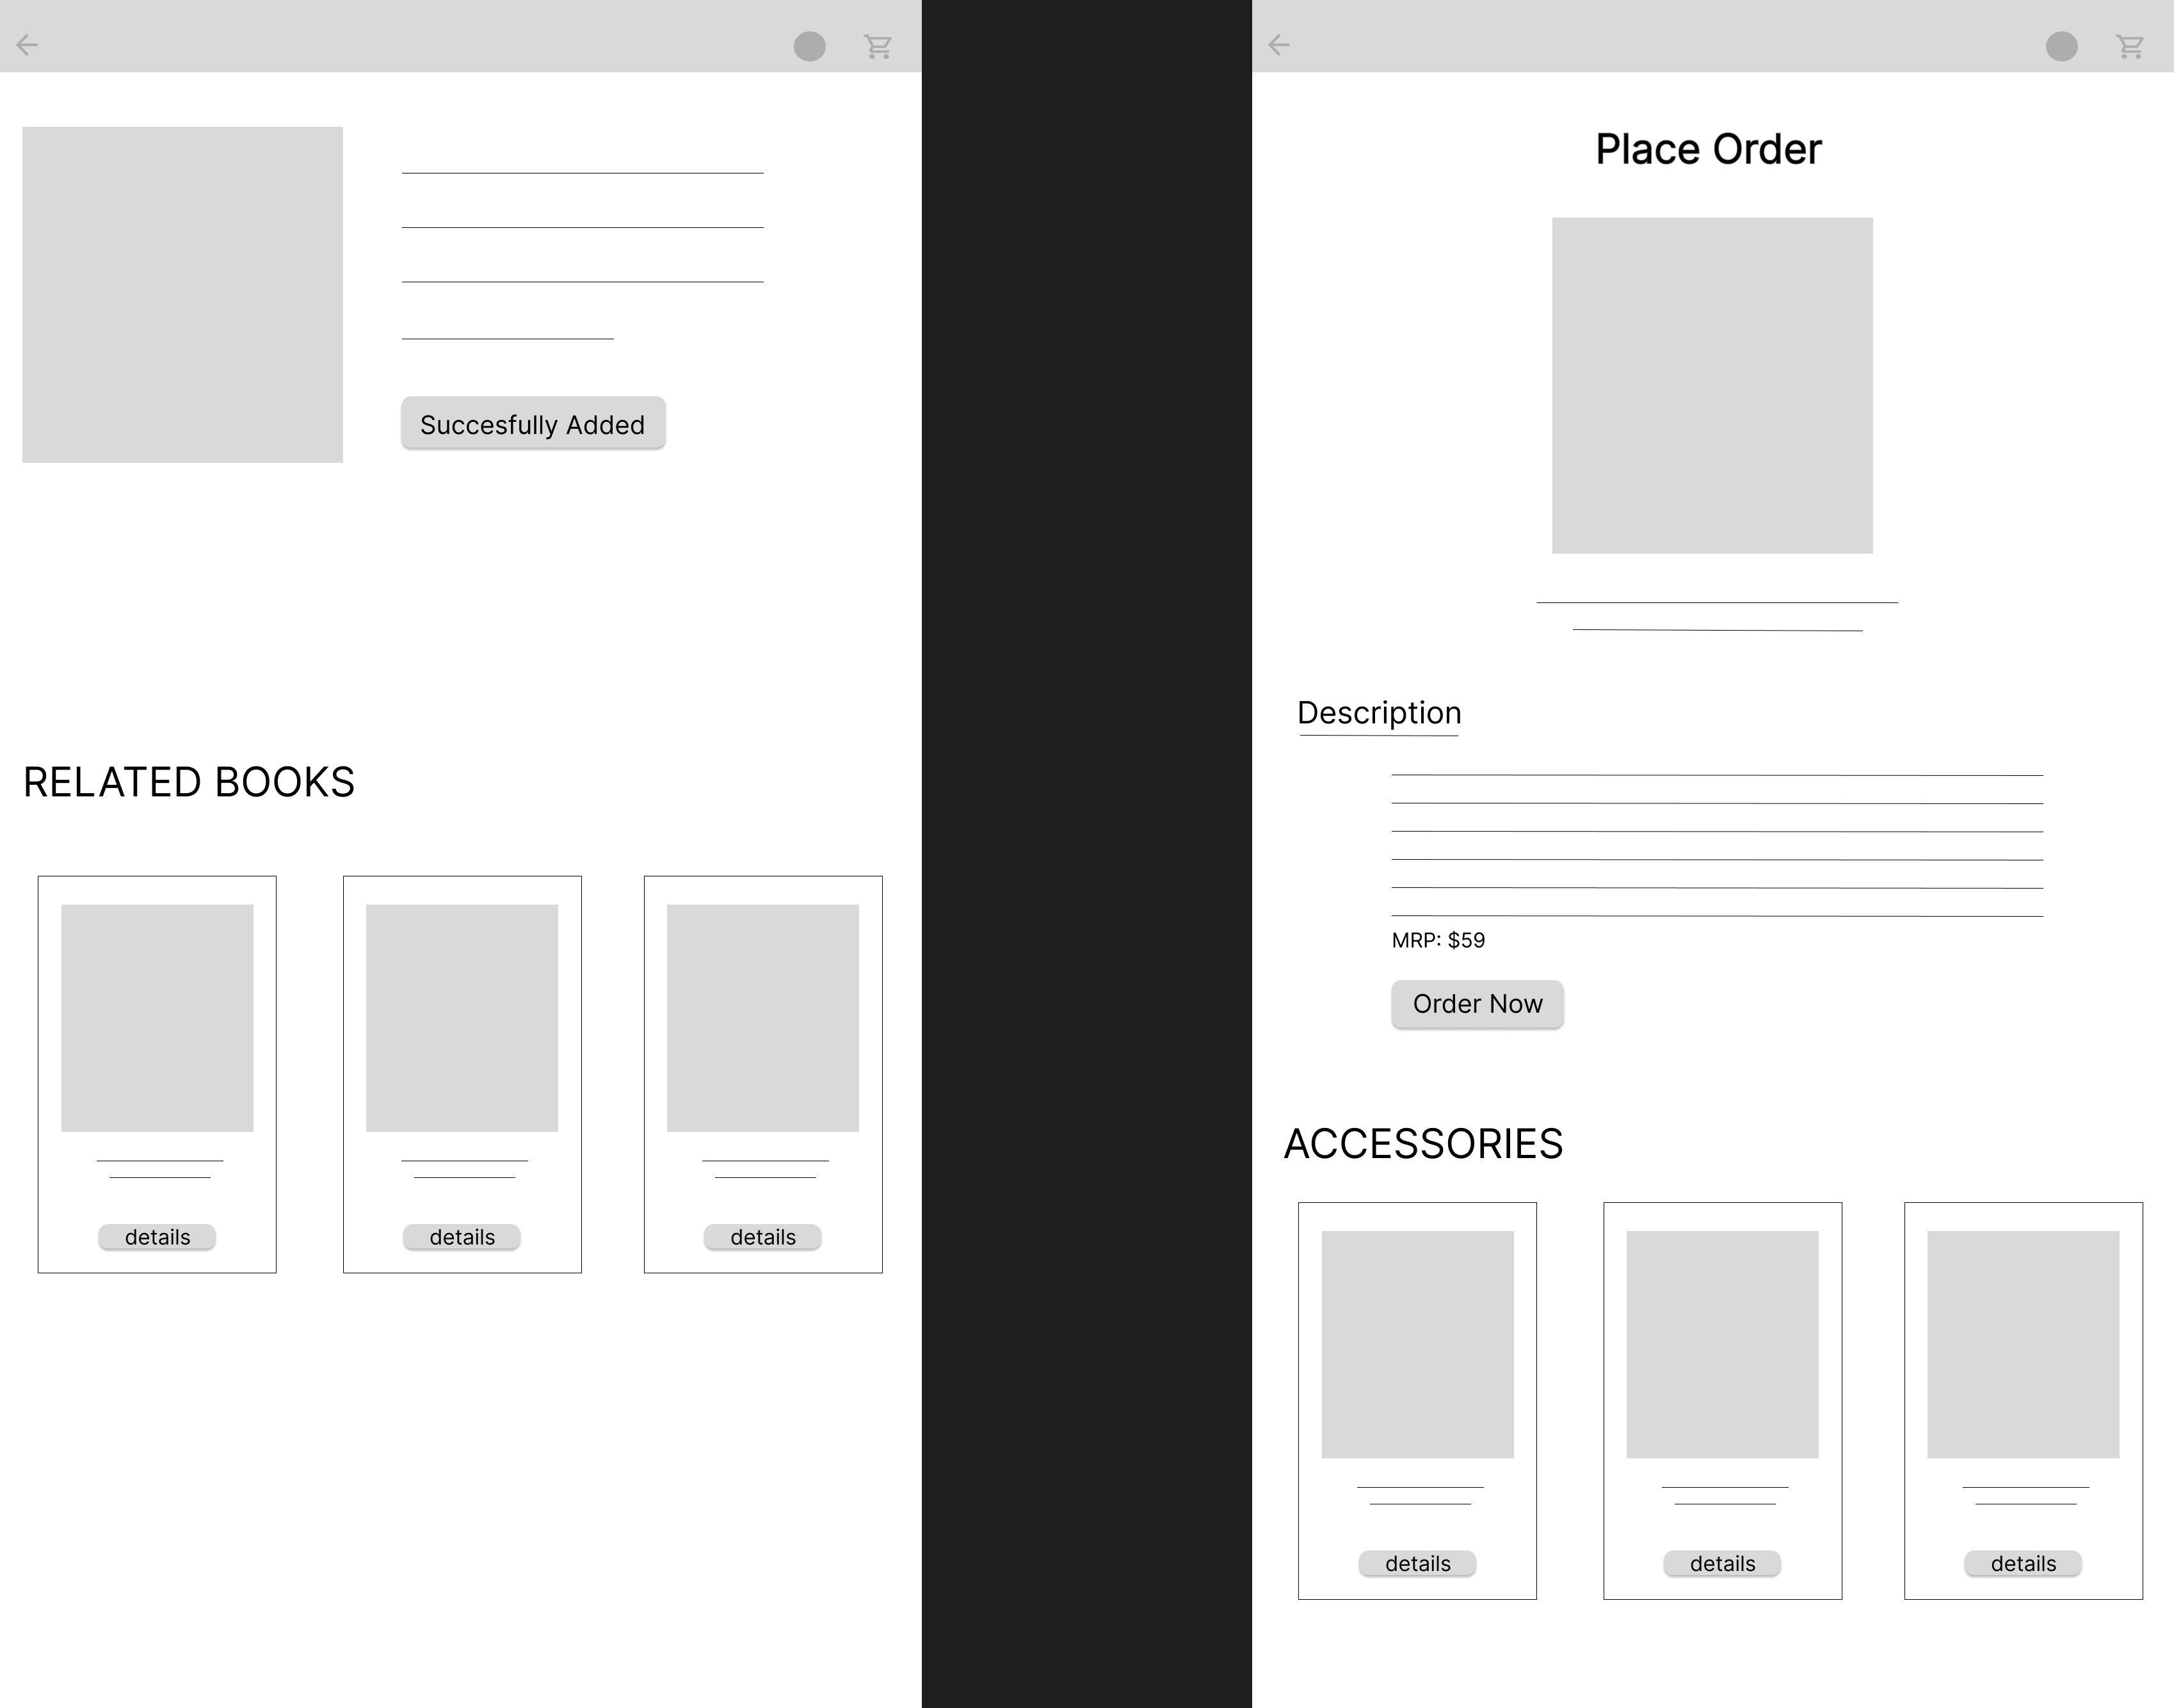 Succesfully Added
RELATED BOOKS
details
details
details
Place Order
Description
MRP: $59
Order Now
ACCESSORIES
details
details
details